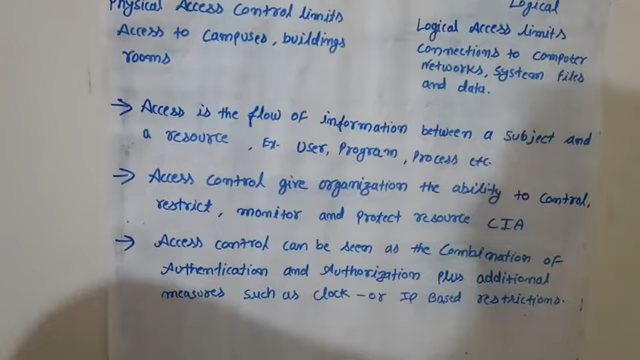 Physical Access Control limits
Access to campuses, buildings
rooms
Logical
Logical Access limits
connections to computer
networks, system files
and data.
→ Access is the flow of information between a subject and
a resource, Ex- User, Program, Process etc.
→ Access control give organization the ability to control,
restrict, monitor and protect resource CIA
→ Access control can be seen as the Combination of
Authentication and Authorization plus additional
measures such as Clock - or IP Based restrictions.